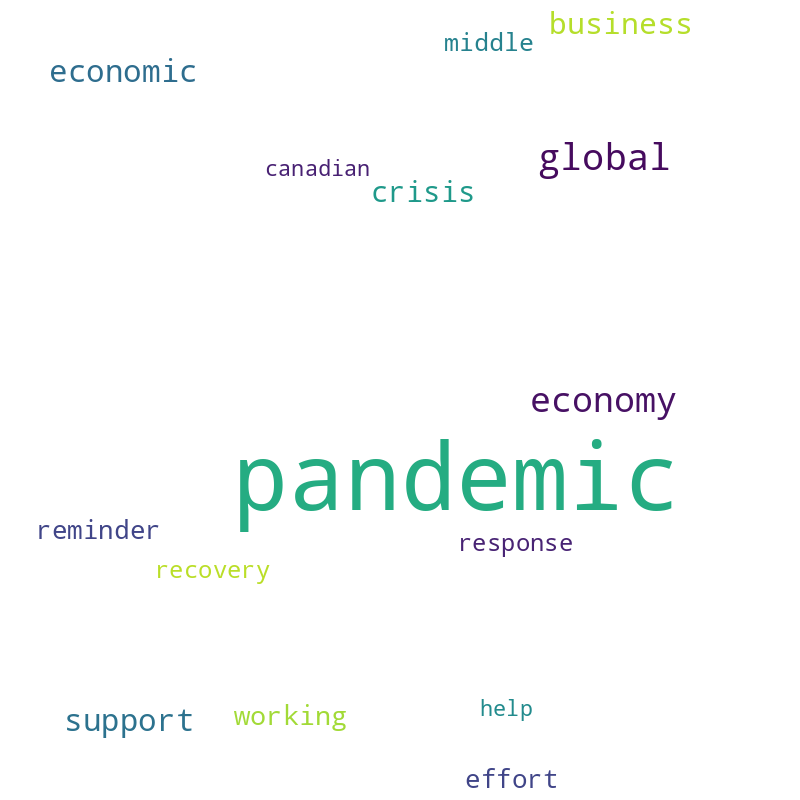 business
middle
economic
global
canadian
crisis
economy
pandemic
reminder
response
recovery
help
working
support
effort